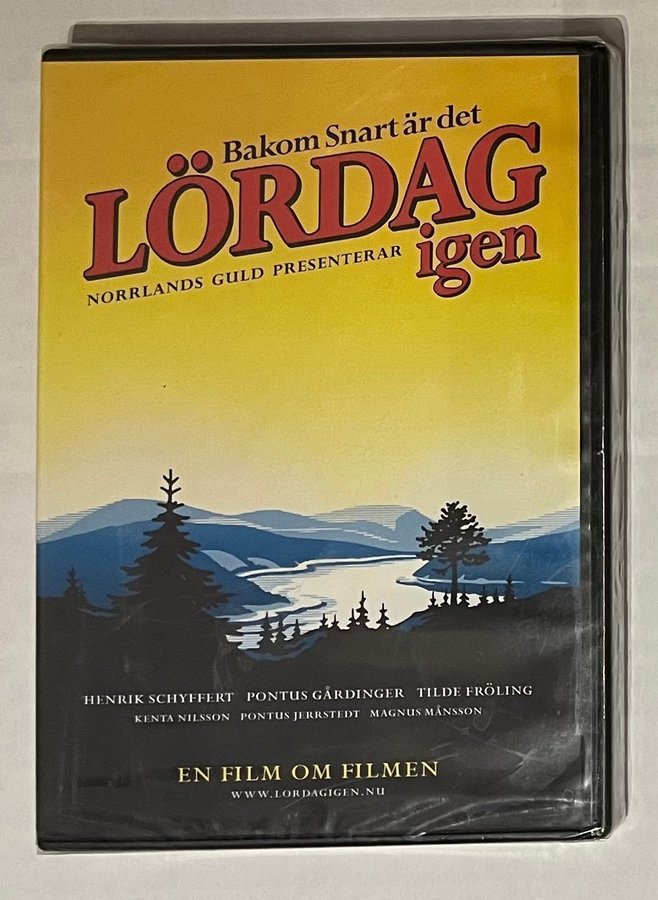 Bakom Snart är det
LÖRDAG
igen
NORRLANDS GULD PRESENTERAR
HENRIK SCHYFFERT PONTUS GÅRDINGER TILDE FRÖLING
KENTA NILSSON PONTUS JERRSTEDT MAGNUS MÅNSSON
EN FILM OM FILMEN
WWW.LORDAGIGEN.NU